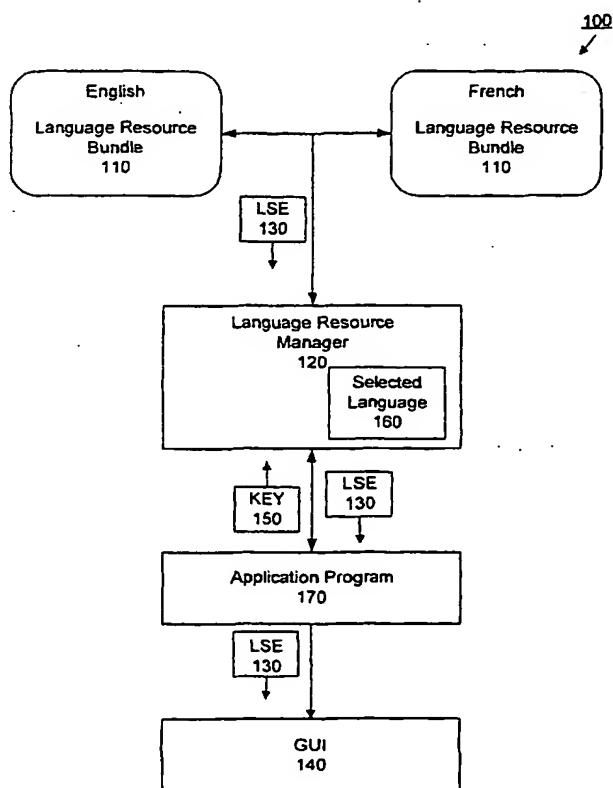 100
English
Language Resource
Bundle
110
French
Language Resource
Bundle
110
LSE
130
Language Resource
Manager
120
Selected
Language
160
KEY
150
LSE
130
Application Program
170
LSE
130
GUI
140